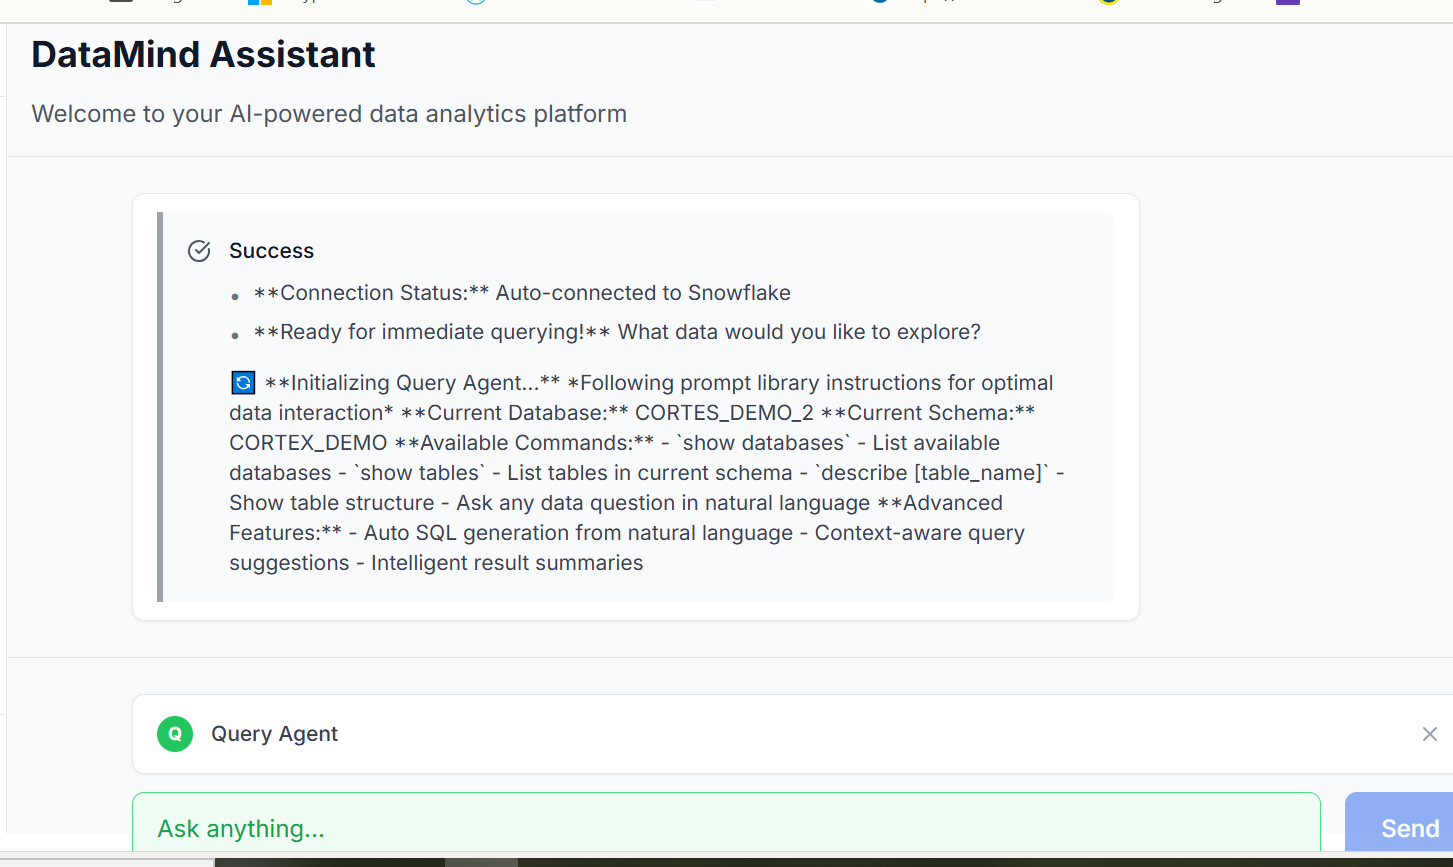 DataMind Assistant
Welcome to your AI-powered data analytics platform
Success
• **Connection Status:** Auto-connected to Snowflake
• **Ready for immediate querying!** What data would you like to explore?
🔄 **Initializing Query Agent...** *Following prompt library instructions for optimal
data interaction* **Current Database:** CORTES_DEMO_2 **Current Schema:**
CORTEX_DEMO **Available Commands:** - `show databases` - List available
databases - `show tables` - List tables in current schema - `describe [table_name]` -
Show table structure - Ask any data question in natural language **Advanced
Features:** - Auto SQL generation from natural language - Context-aware query
suggestions - Intelligent result summaries
Q Query Agent
Ask anything...
Send